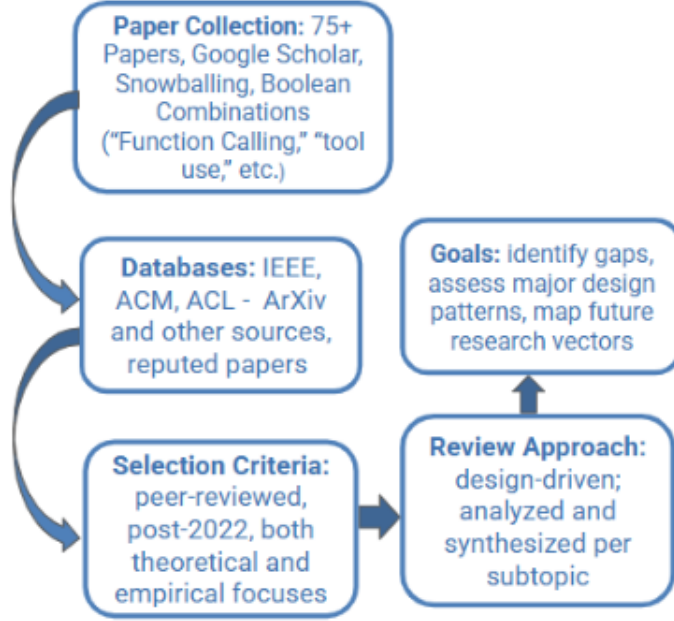 Paper Collection: 75+
Papers, Google Scholar,
Snowballing, Boolean
Combinations
(“Function Calling,” “tool
use,” etc.)
Databases: IEEE,
ACM, ACL - ArXiv
and other sources,
reputed papers
Selection Criteria:
peer-reviewed,
post-2022, both
theoretical and
empirical focuses
Review Approach:
design-driven;
analyzed and
synthesized per
subtopic
Goals: identify gaps,
assess major design
patterns, map future
research vectors